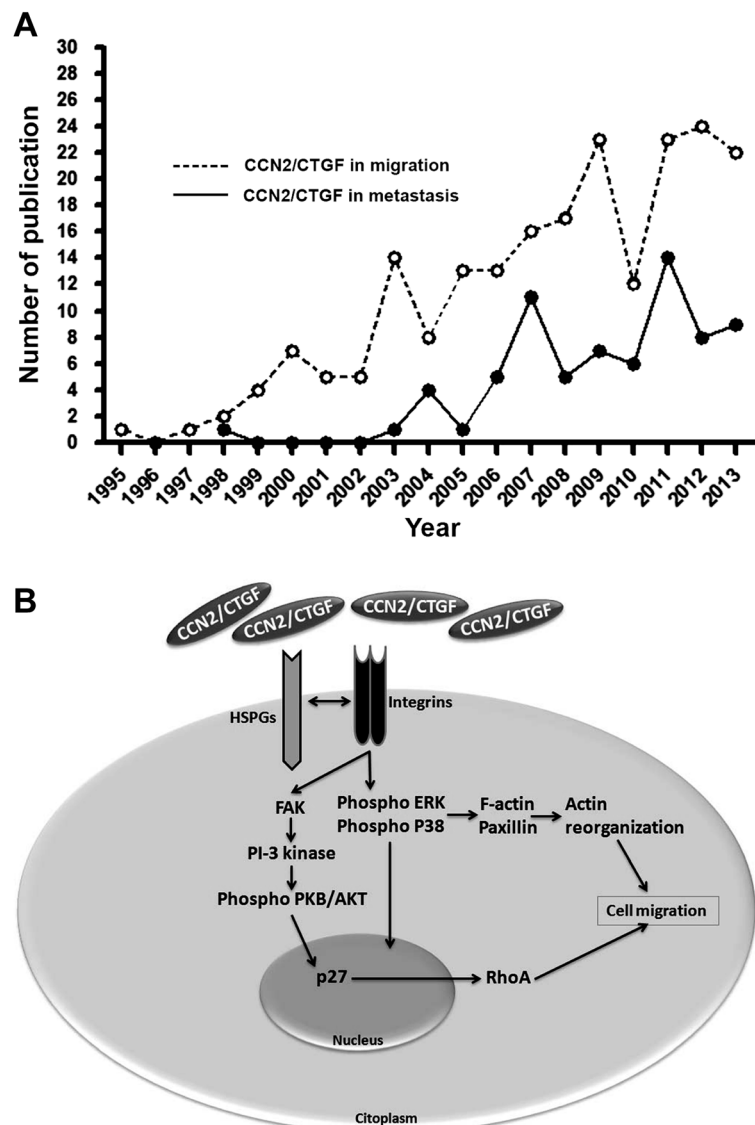 A
30
28
26
24
22
20
18
16
14
12
10
8
6
4
2
0
Number of publication
CCN2/CTGF in migration
CCN2/CTGF in metastasis
1995
1996
1997
1998
1999
2000
2001
2002
2003
2004
2005
2006
2007
2008
2009
2010
2011
2012
2013
Year
B
CCN2/CTGF
CCN2/CTGF
CCN2/CTGF
CCN2/CTGF
HSPGs
Integrins
FAK
Phospho ERK
Phospho P38
F-actin
Paxillin
Actin
reorganization
PI-3 kinase
Phospho PKB/AKT
Cell migration
p27
RhoA
Nucleus
Citoplasm